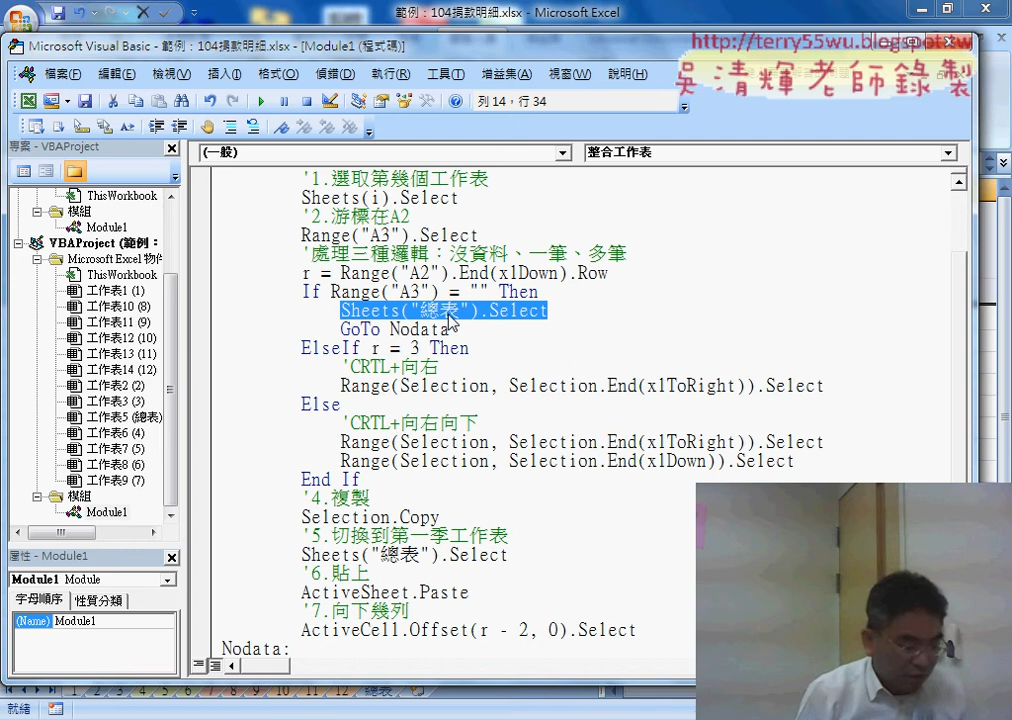 範例：104捐款明細.xlsx - Microsoft Excel
Microsoft Visual Basic - 範例：104捐款明細.xlsx - [Module1 (程式碼)]
http://terry55wu.blogspot.tw
吳清輝老師錄製
檔案(F) 編輯(E) 檢視(V) 插入(I) 格式(O) 偵錯(D) 執行(R) 工具(T) 增益集(A) 視窗(W) 說明(H)
列 14，行 34
專案 - VBAProject
(一般)
整合工作表
ThisWorkbook
模組
Module1
VBAProject (範例：
Microsoft Excel 物件
ThisWorkbook
工作表1 (1)
工作表10 (8)
工作表11 (9)
工作表12 (10)
工作表13 (11)
工作表14 (12)
工作表2 (2)
工作表3 (3)
工作表5 (總表)
工作表6 (4)
工作表7 (5)
工作表8 (6)
工作表9 (7)
模組
Module1
屬性 - Module1
Module1 Module
字母順序 性質分類
(Name) Module1
'1.選取第幾個工作表
Sheets(i).Select
'2.游標在A2
Range("A3").Select
'處理三種邏輯：沒資料、一筆、多筆
r = Range("A2").End(xlDown).Row
If Range("A3") = "" Then
Sheets("總表").Select
GoTo Nodata
ElseIf r = 3 Then
'CRTL+向右
Range(Selection, Selection.End(xlToRight)).Select
Else
'CRTL+向右向下
Range(Selection, Selection.End(xlToRight)).Select
Range(Selection, Selection.End(xlDown)).Select
End If
'4.複製
Selection.Copy
'5.切換到第一季工作表
Sheets("總表").Select
'6.貼上
ActiveSheet.Paste
'7.向下幾列
ActiveCell.Offset(r - 2, 0).Select
Nodata:
1 2 3 4 5 6 7 8 9 10 11 12 總表
就緒